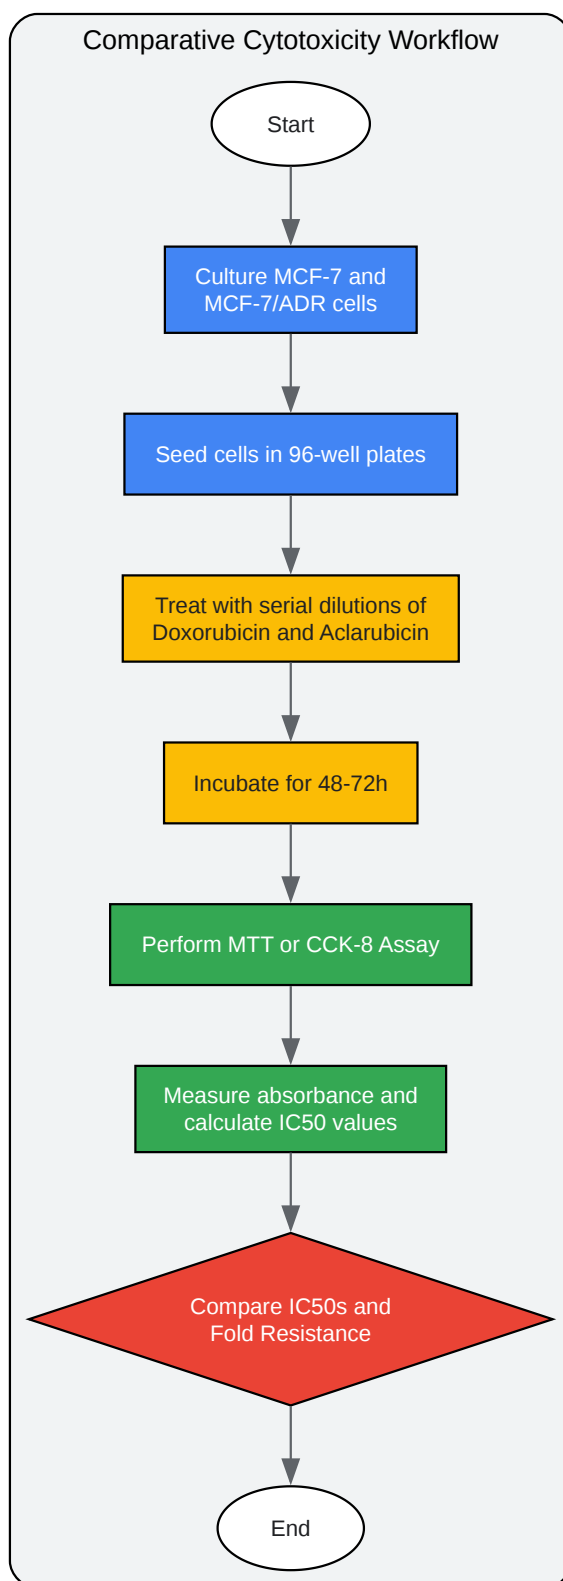 Comparative Cytotoxicity Workflow
Start
Culture MCF-7 and
MCF-7/ADR cells
Seed cells in 96-well plates
Treat with serial dilutions of
Doxorubicin and Aclarubicin
Incubate for 48-72h
Perform MTT or CCK-8 Assay
Measure absorbance and
calculate IC50 values
Compare IC50s and
Fold Resistance
End